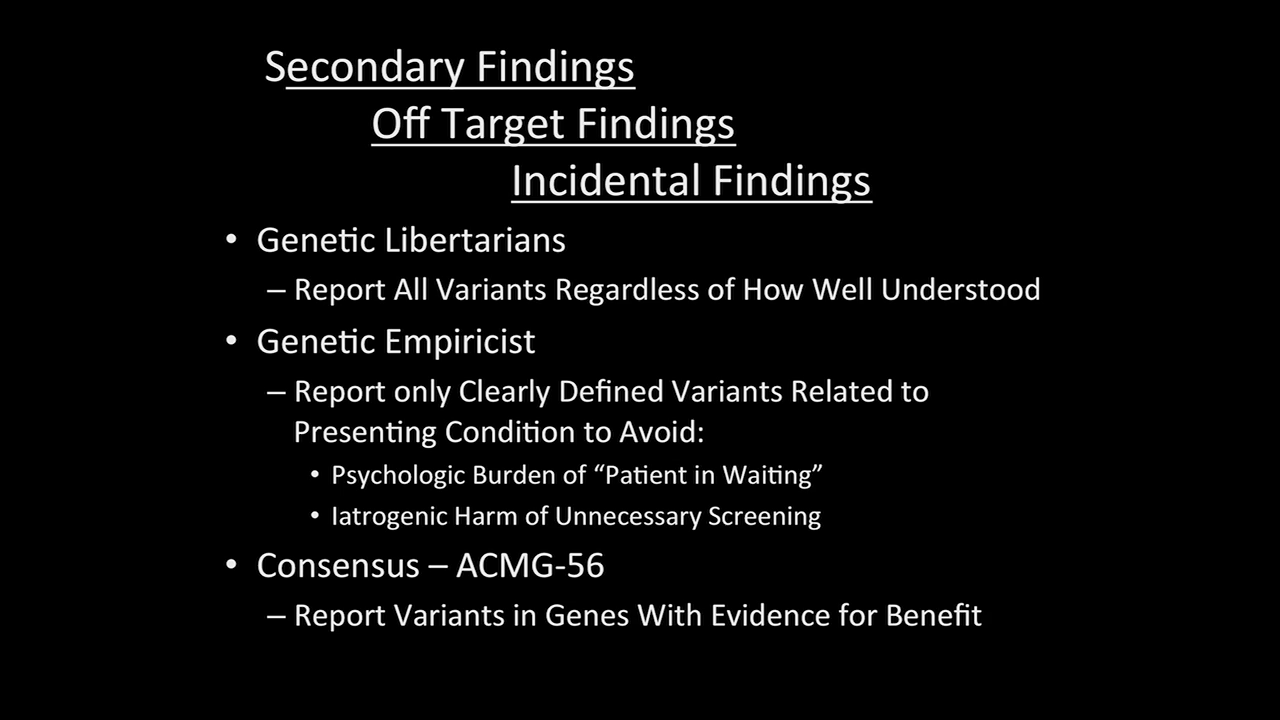 Secondary Findings
Off Target Findings
Incidental Findings
• Genetic Libertarians
– Report All Variants Regardless of How Well Understood
• Genetic Empiricist
– Report only Clearly Defined Variants Related to
Presenting Condition to Avoid:
• Psychologic Burden of “Patient in Waiting”
• Iatrogenic Harm of Unnecessary Screening
• Consensus – ACMG-56
– Report Variants in Genes With Evidence for Benefit